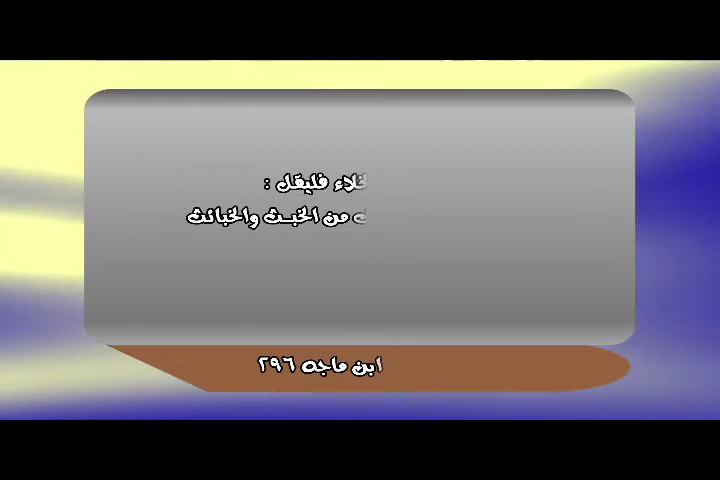 فليقل :
من الخبث والخبائث
ابن ماجه ٢٩٦